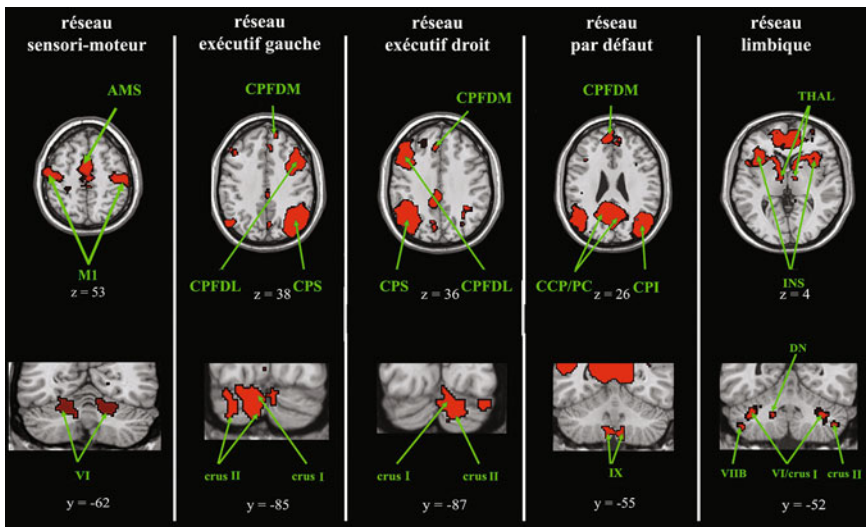 réseau
sensori-moteur
AMS
M1
z = 53
VI
y = -62
réseau
exécutif gauche
CPFDM
CPFDL
CPS
z = 38
crus II
crus I
y = -85
réseau
exécutif droit
CPFDM
CPS
CPFDL
z = 36
crus I
crus II
y = -87
réseau
par défaut
CPFDM
CCP/PC
CPI
z = 26
IX
y = -55
réseau
limbique
THAL
INS
z = 4
DN
VIIB
VI/crus I
crus II
y = -52